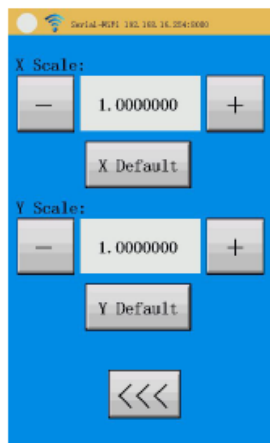 Serial-WiFi 192.168.16.254:8080
X Scale:
— 1.0000000 +
X Default
Y Scale:
— 1.0000000 +
Y Default
<<<